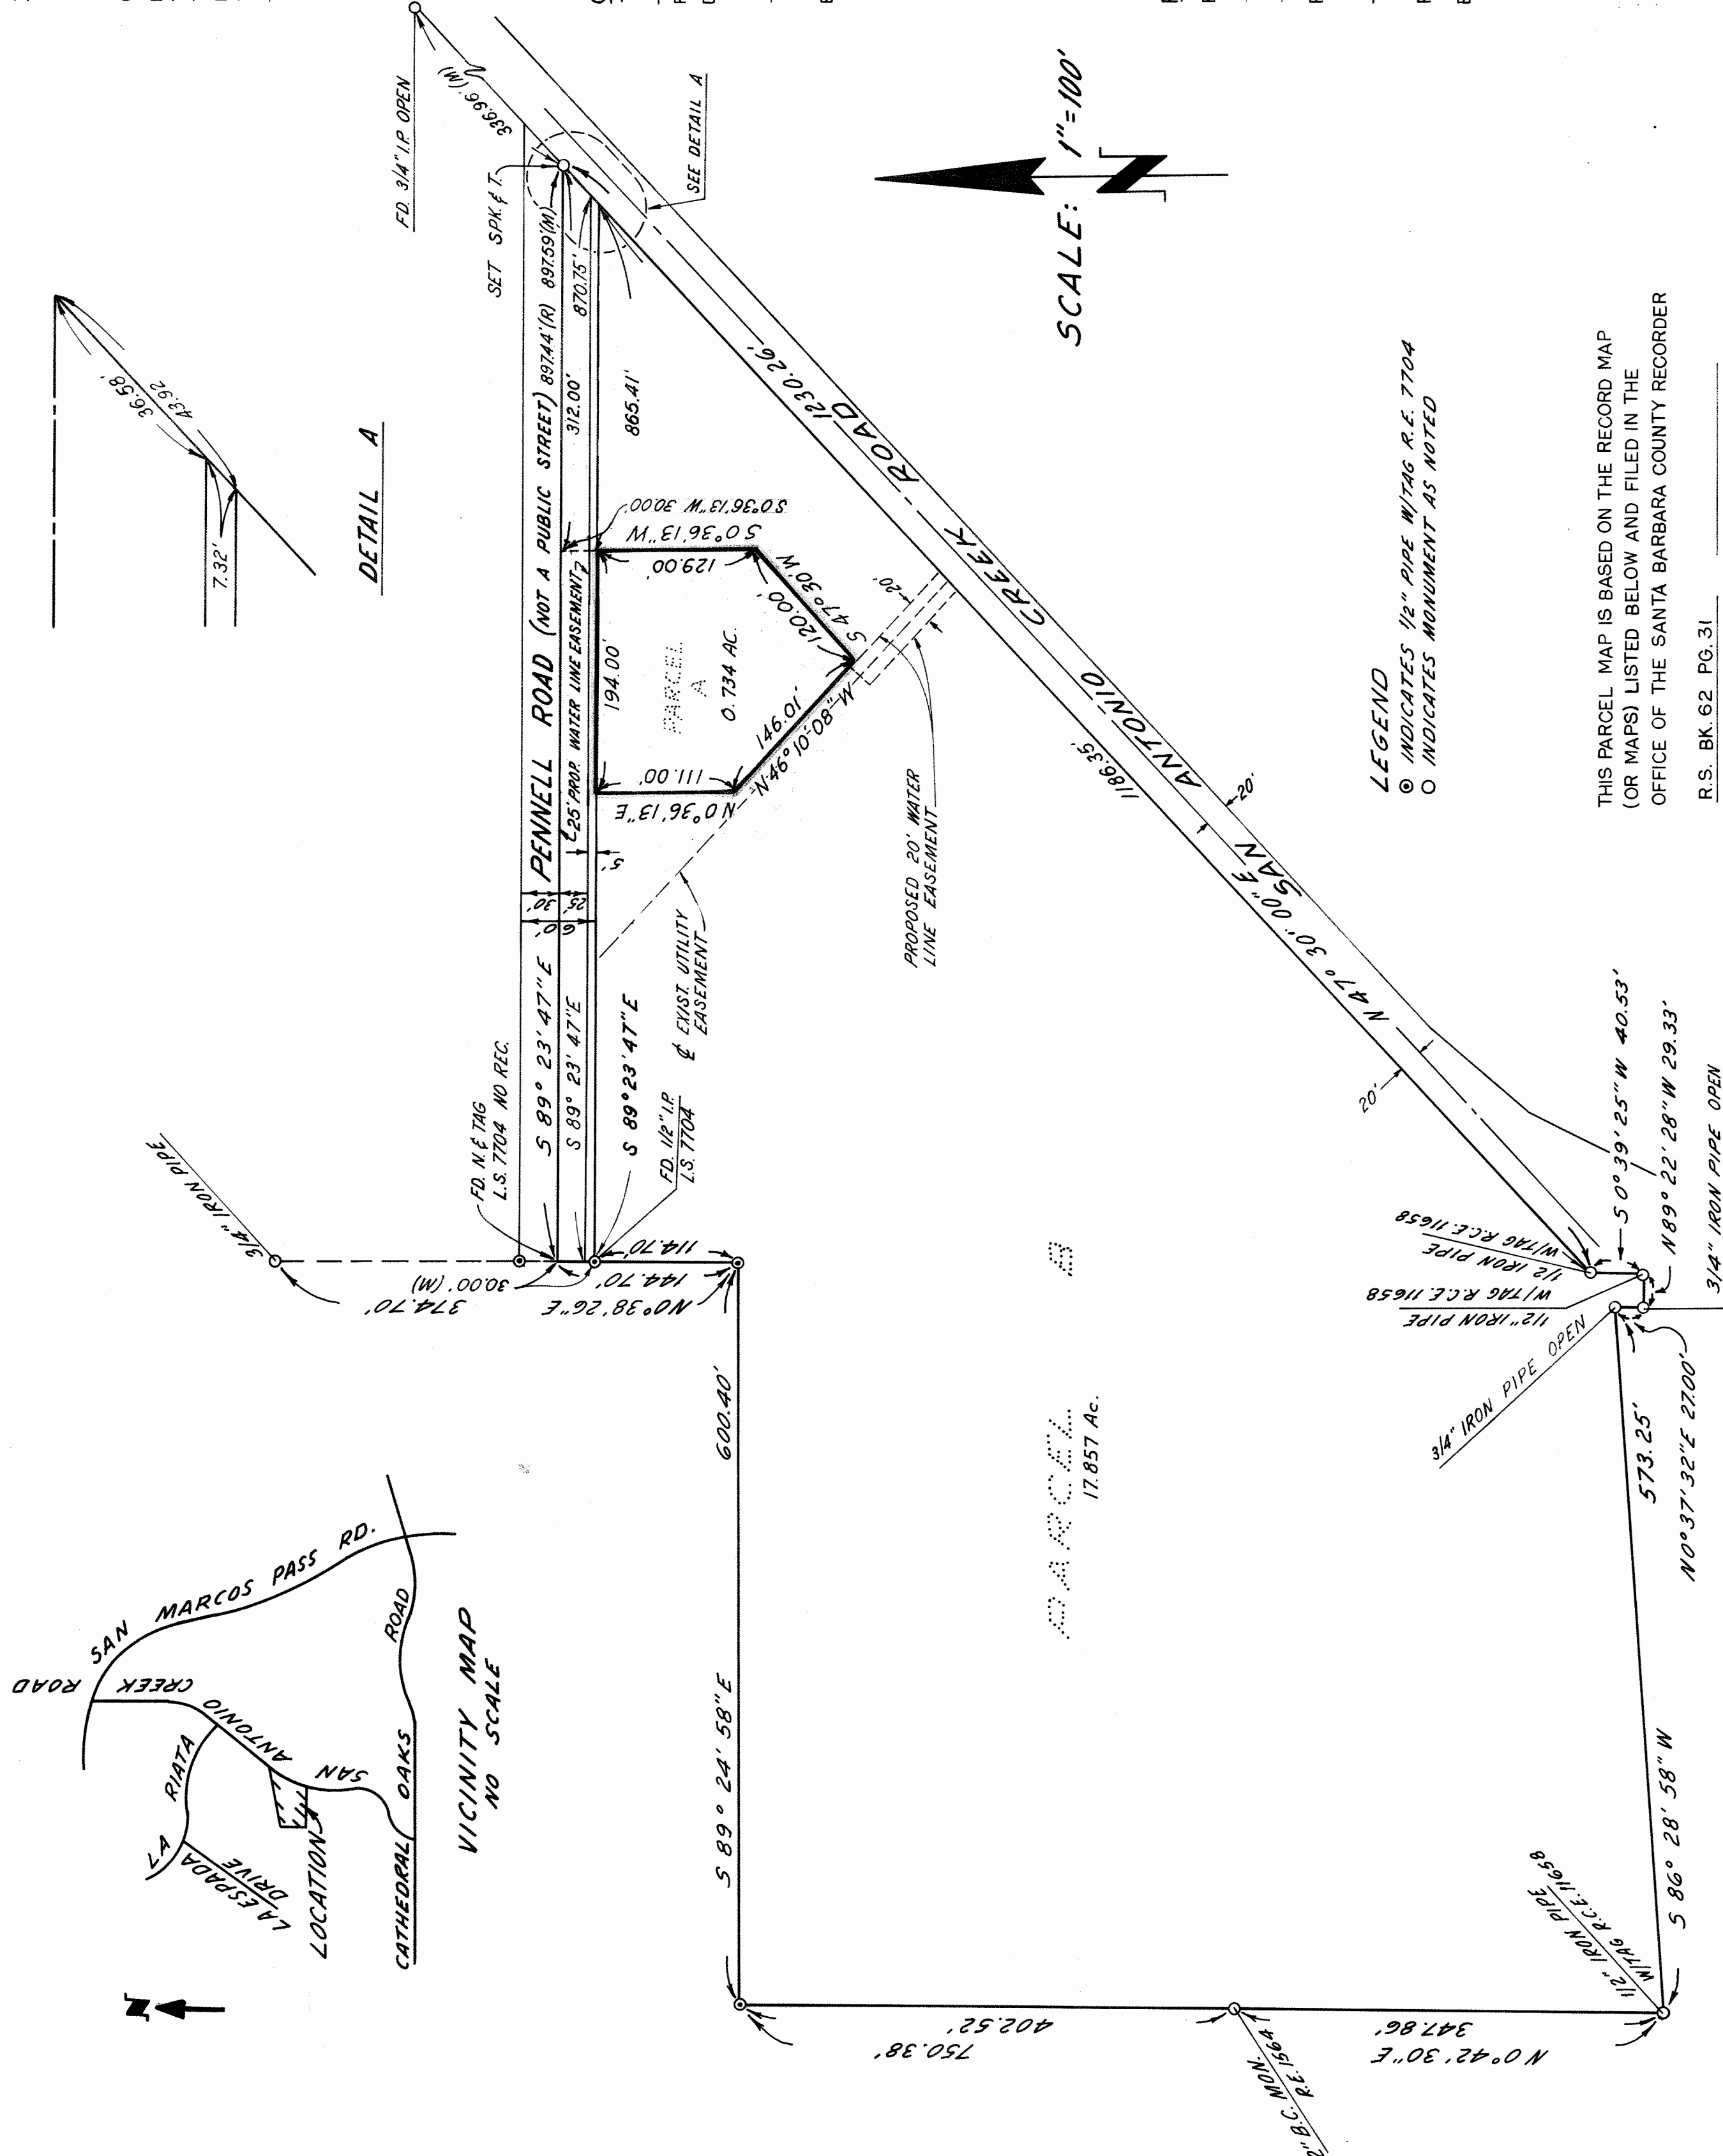 SAN MARCOS PASS RD.
ROAD
CREEK
SAN ANTONIO
LA RIATA
LA ESPADA
DRIVE
LOCATION
CATHEDRAL OAKS ROAD
VICINITY MAP
NO SCALE
N
36.58'
43.92
7.32'
DETAIL A
FD. 3/4" I.P. OPEN
336.96'(M)
SET SPK. & T.
SEE DETAIL A
PENNELL ROAD (NOT A PUBLIC STREET) 897.44'(R) 897.59'(M)
25' PROP. WATER LINE EASEMENT
312.00'
870.75'
865.41'
S 0°36'13" W 30.00'
S 0°36'13" W
129.00'
194.00'
PARCEL
A
0.734 AC.
120.00'
S 47°30' W
146.01'
N 46°10'-08" W
111.00'
N 0°36'13" E
20'
5'
30'
25'
60'
S 89° 23' 47" E
S 89° 23' 47" E
S 89° 23' 47" E
FD. N. & TAG
L.S. 7704 NO REC.
FD. 1/2" I.P.
L.S. 7704
℄ EXIST. UTILITY
EASEMENT
PROPOSED 20' WATER
LINE EASEMENT
3/4" IRON PIPE
374.70'
30.00'(M)
N0°38'26"E
144.70'
114.70'
SCALE: 1"=100'
N
1230.26'
SAN ANTONIO CREEK ROAD
1186.35'
N 47° 30' 00" E
20'
20'
S 89° 24' 58" E
600.40'
PARCEL B
17.857 Ac.
750.38'
402.52'
347.86'
N 0°42'30" E
2" B.C. MON.
R.E. 1564
1/2" IRON PIPE
W/TAG R.C.E. 11658
S 86° 28' 58" W
573.25'
3/4" IRON PIPE OPEN
1/2" IRON PIPE
W/TAG R.C.E. 11658
1/2 IRON PIPE
W/TAG R.C.E. 11658
S 0° 39' 25" W 40.53'
N89° 22' 28" W 29.33'
3/4" IRON PIPE OPEN
N0°37'32"E 27.00'
LEGEND
◉ INDICATES 1/2" PIPE W/TAG R.E. 7704
○ INDICATES MONUMENT AS NOTED
THIS PARCEL MAP IS BASED ON THE RECORD MAP
(OR MAPS) LISTED BELOW AND FILED IN THE
OFFICE OF THE SANTA BARBARA COUNTY RECORDER
R.S. BK. 62 PG. 31